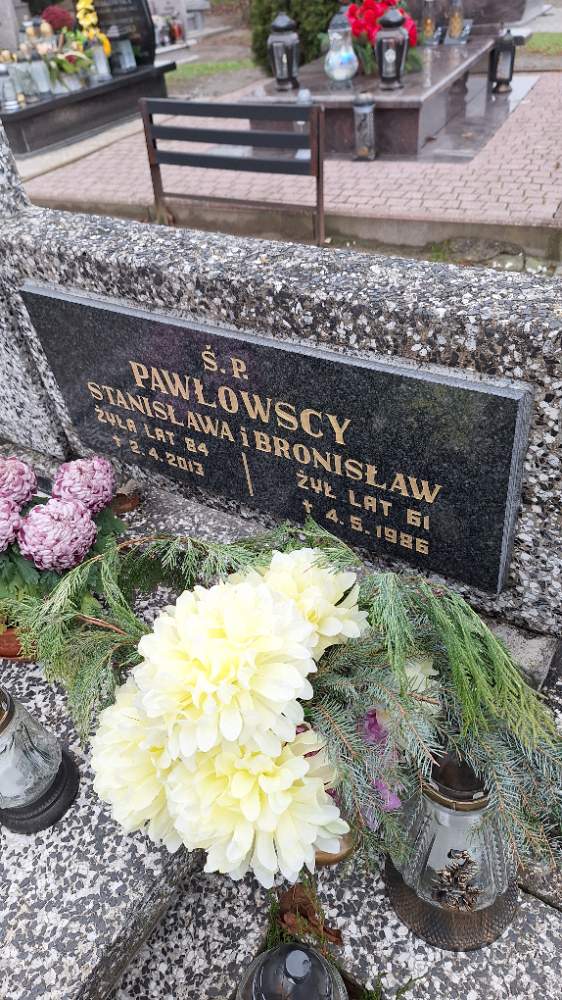 Ś. P.
PAWŁOWSCY
STANISŁAWA i BRONISŁAW
ŻYŁA LAT 84 ŻYŁ LAT 61
† 2.4.2013 † 4.5.1986